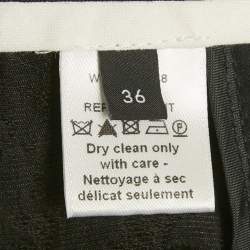 36
Dry clean only
with care -
Nettoyage à sec
délicat seulement